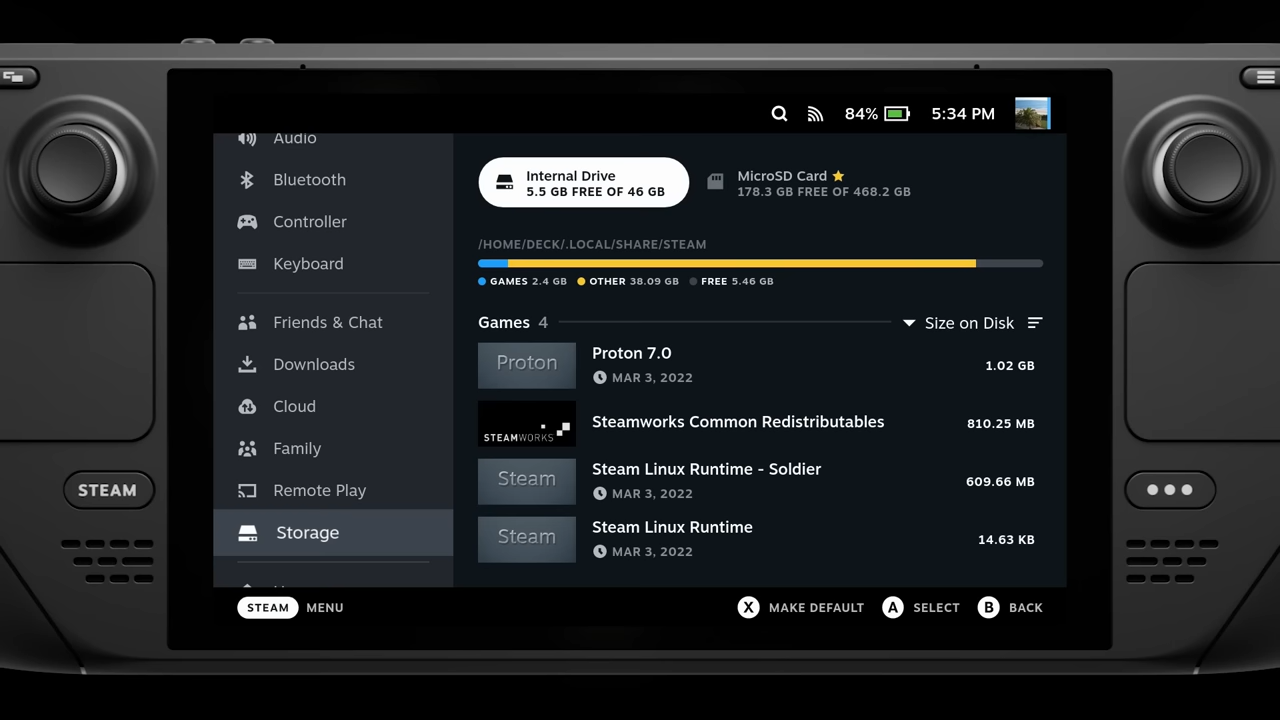 84%
5:34 PM
Audio
Bluetooth
Controller
Keyboard
Friends & Chat
Downloads
Cloud
Family
Remote Play
Storage
Internal Drive
5.5 GB FREE OF 46 GB
MicroSD Card
178.3 GB FREE OF 468.2 GB
/HOME/DECK/.LOCAL/SHARE/STEAM
GAMES 2.4 GB OTHER 38.09 GB FREE 5.46 GB
Games 4 Size on Disk
Proton
Proton 7.0
MAR 3, 2022
1.02 GB
STEAMWORKS
Steamworks Common Redistributables
810.25 MB
Steam
Steam Linux Runtime - Soldier
MAR 3, 2022
609.66 MB
Steam
Steam Linux Runtime
MAR 3, 2022
14.63 KB
STEAM
STEAM MENU
X MAKE DEFAULT A SELECT B BACK